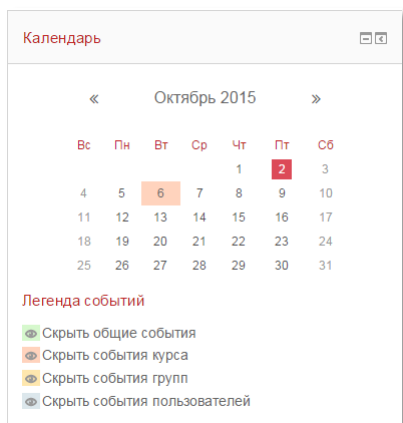 Календарь
« Октябрь 2015 »
Вс Пн Вт Ср Чт Пт Сб
1 2 3
4 5 6 7 8 9 10
11 12 13 14 15 16 17
18 19 20 21 22 23 24
25 26 27 28 29 30 31
Легенда событий
Скрыть общие события
Скрыть события курса
Скрыть события групп
Скрыть события пользователей